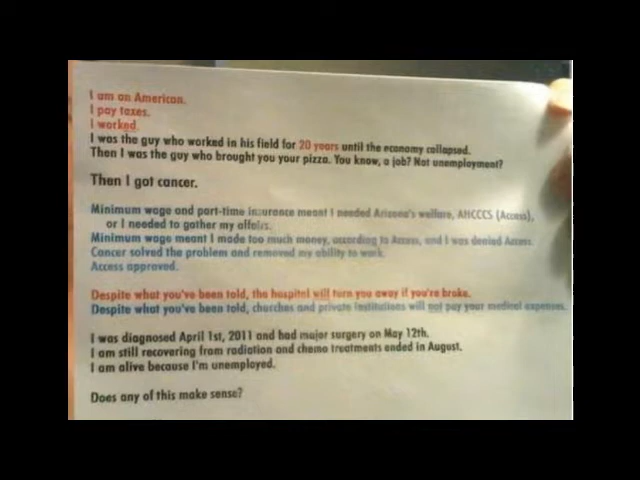 I am an American.
I pay taxes.
I worked.
I was the guy who worked in his field for 20 years until the economy collapsed.
Then I was the guy who brought you your pizza. You know, a job? Not unemployment?
Then I got cancer.
Minimum wage and part-time insurance meant I needed Arizona's welfare, AHCCCS (Access),
or I needed to gather my affairs.
Minimum wage meant I made too much money, according to Access, and I was denied Access.
Cancer solved the problem and removed my ability to work.
Access approved.
Despite what you've been told, the hospital will turn you away if you're broke.
Despite what you've been told, churches and private institutions will not pay your medical expenses.
I was diagnosed April 1st, 2011 and had major surgery on May 12th.
I am still recovering from radiation and chemo treatments ended in August.
I am alive because I'm unemployed.
Does any of this make sense?